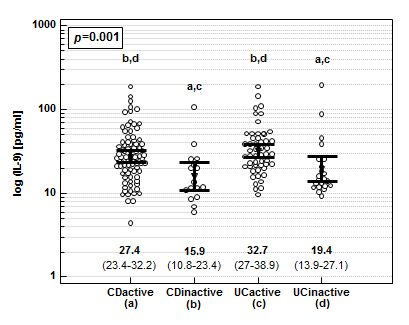 1000
p=0.001
b,d
a,c
b,d
a,c
100
log (IL-9) [pg/ml]
10
27.4
15.9
32.7
19.4
(23.4-32.2)
(10.8-23.4)
(27-38.9)
(13.9-27.1)
1
CDactive
CDinactive
UCactive
UCinactive
(a)
(b)
(c)
(d)